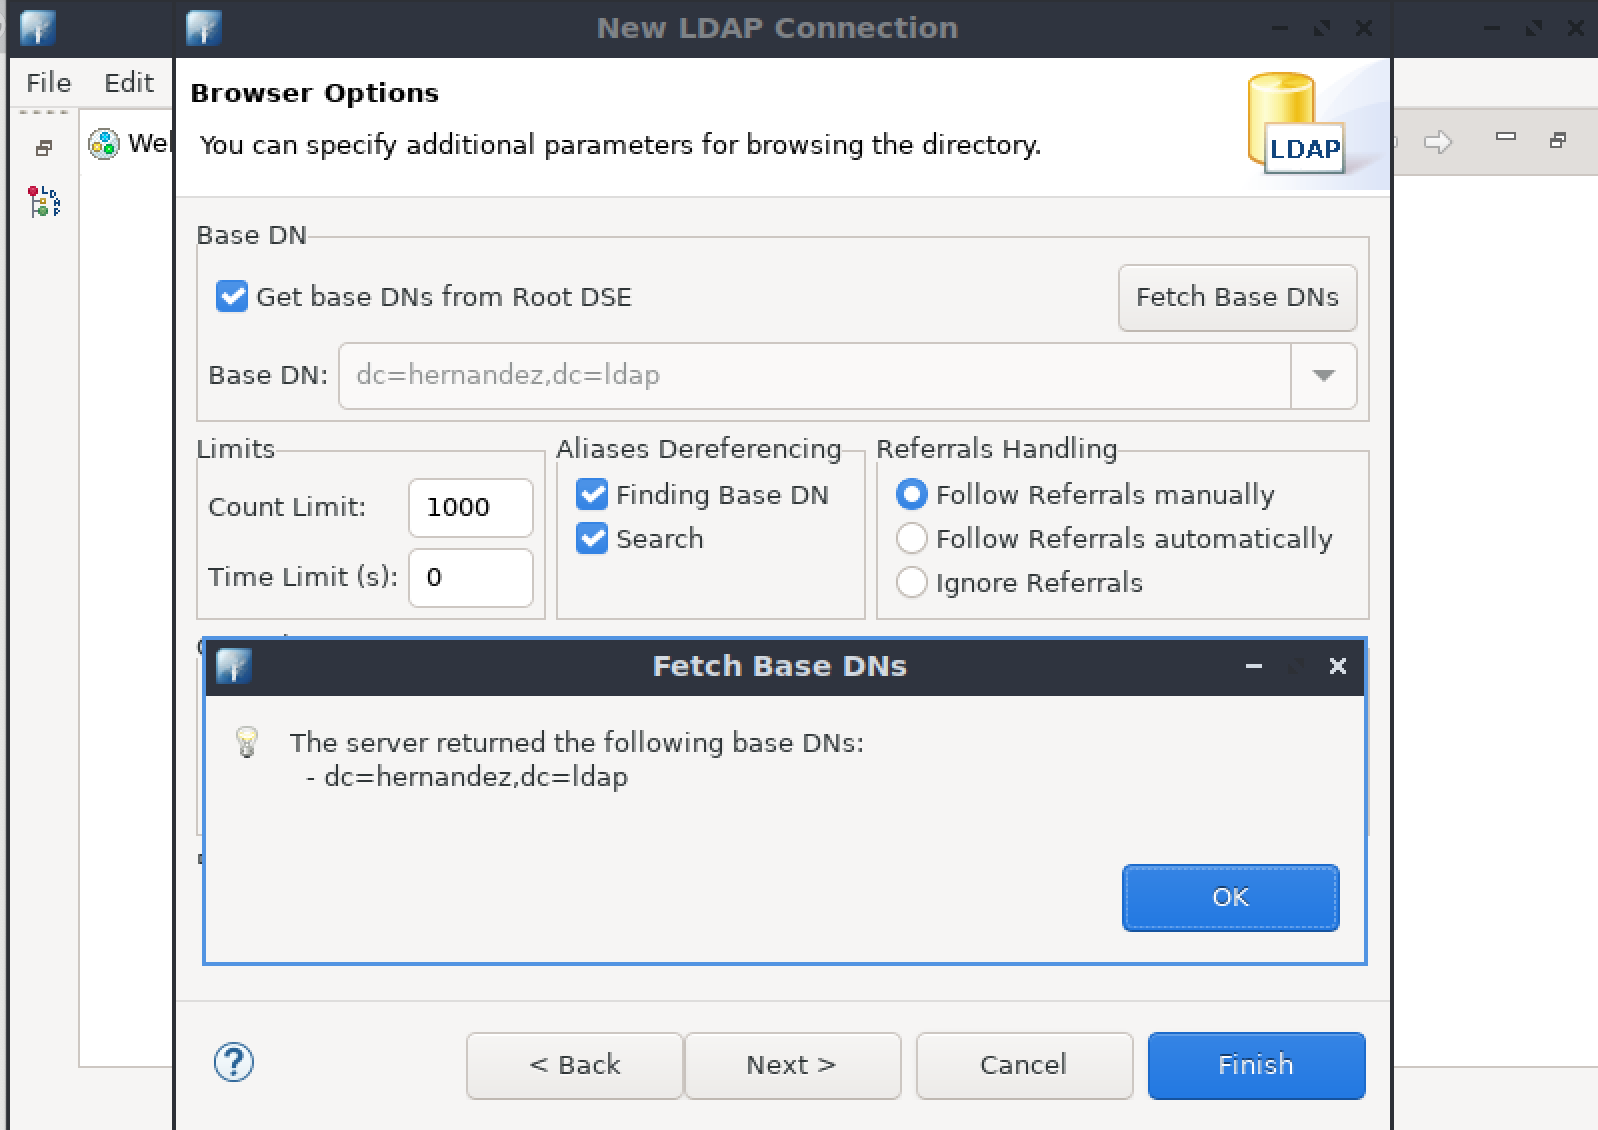 New LDAP Connection
File Edit
Browser Options
You can specify additional parameters for browsing the directory.
LDAP
Wel
Base DN
Get base DNs from Root DSE
Fetch Base DNs
Base DN: dc=hernandez,dc=ldap
Limits
Count Limit: 1000
Time Limit (s): 0
Aliases Dereferencing
Finding Base DN
Search
Referrals Handling
Follow Referrals manually
Follow Referrals automatically
Ignore Referrals
Fetch Base DNs
The server returned the following base DNs:
- dc=hernandez,dc=ldap
OK
?
< Back
Next >
Cancel
Finish